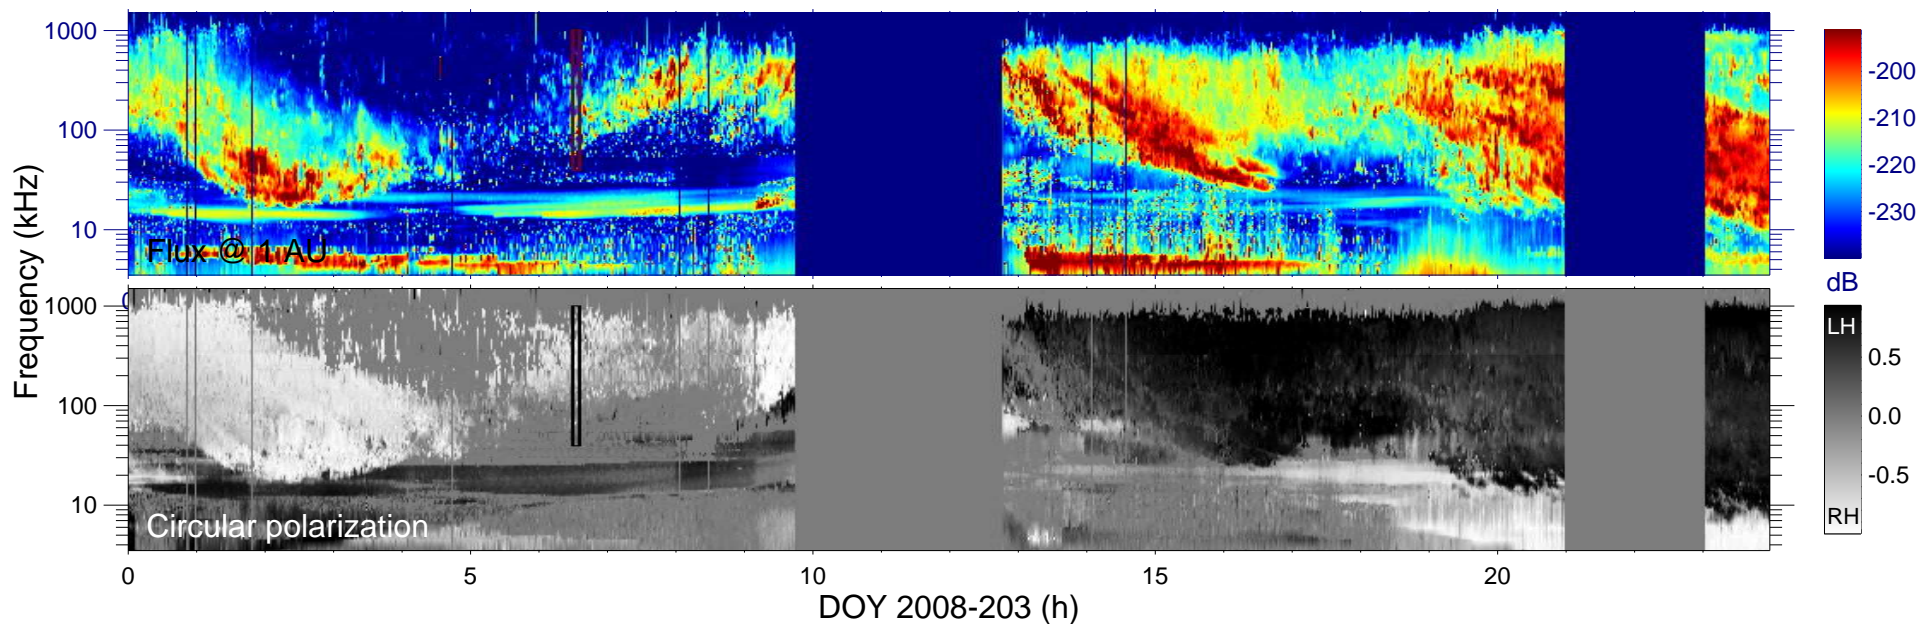 1000
100
10
Flux @ 1 AU
-200
-210
-220
-230
dB
Frequency (kHz)
0
1000
100
10
Circular polarization
LH
0.5
0.0
-0.5
RH
0 5 10 15 20
DOY 2008-203 (h)